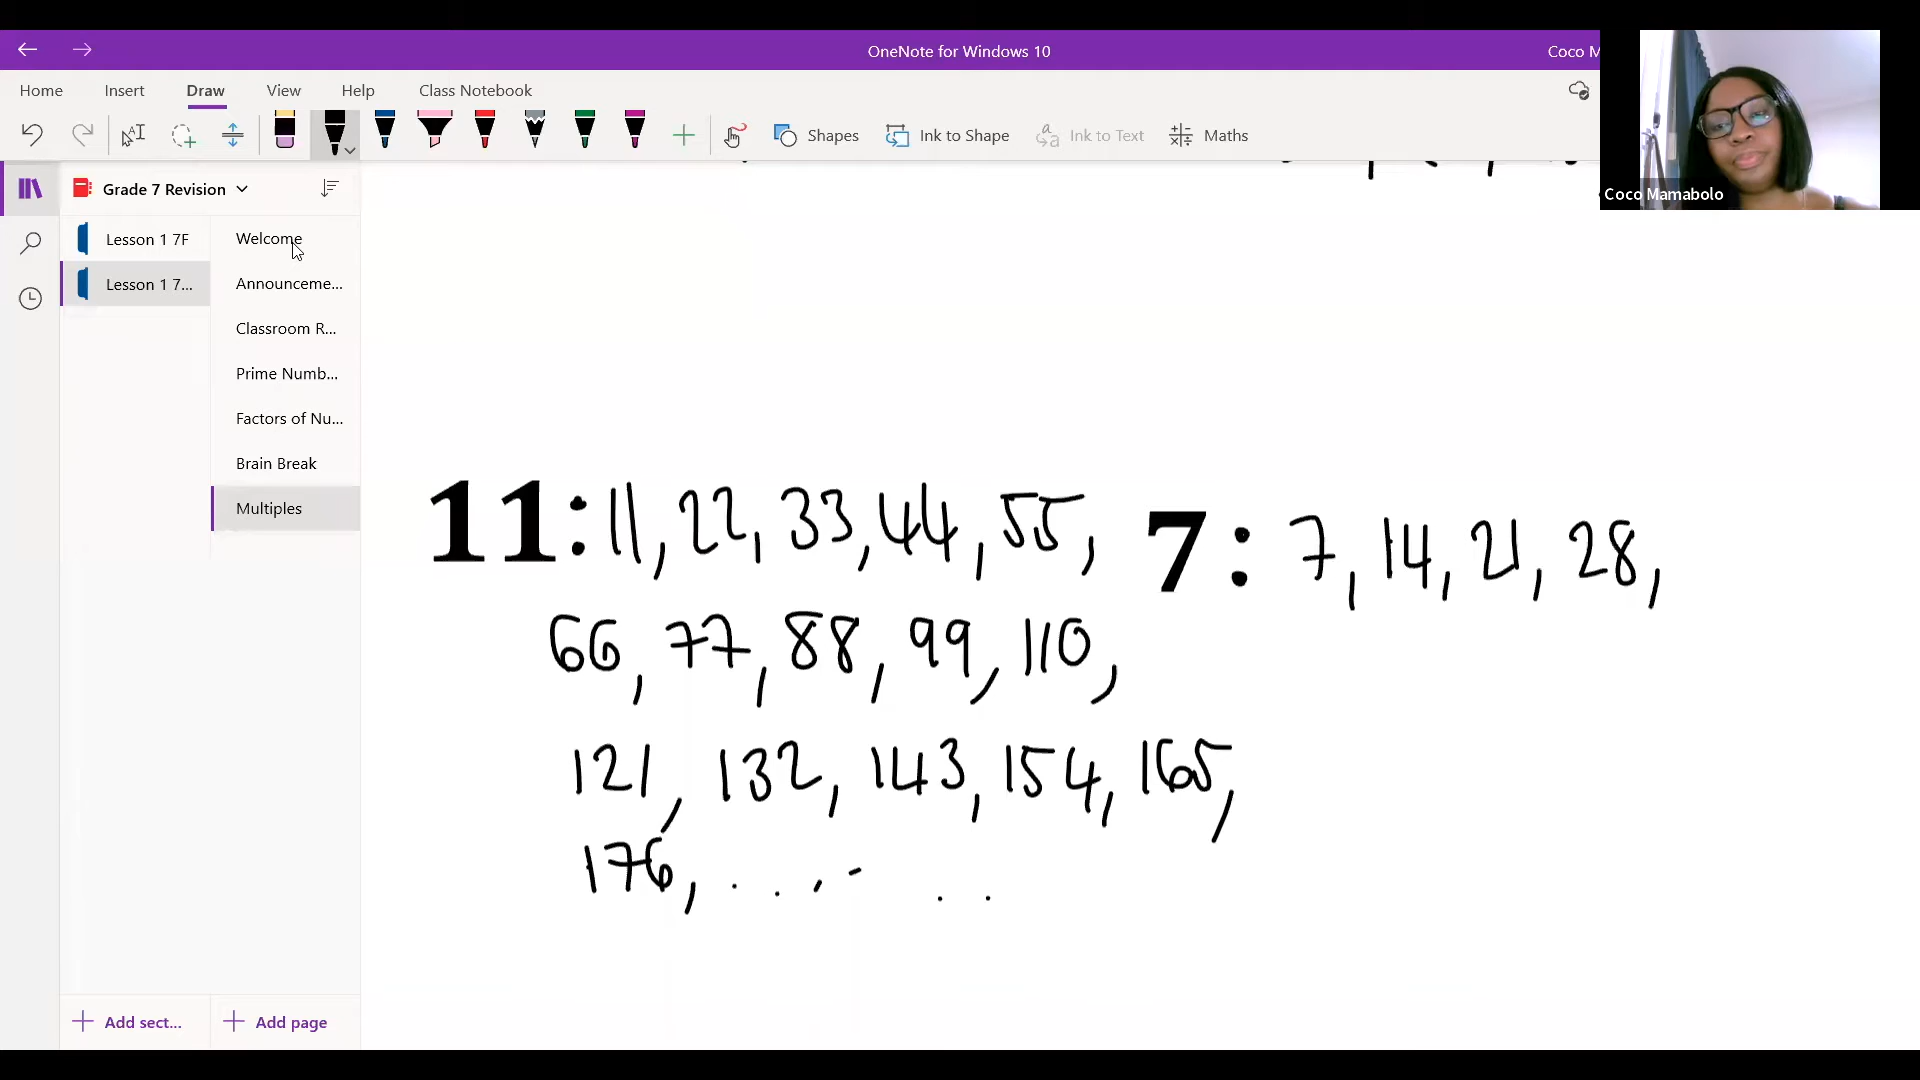 OneNote for Windows 10
Coco M
Home Insert Draw View Help Class Notebook
Shapes Ink to Shape Ink to Text Maths
Coco Mamabolo
Grade 7 Revision
Lesson 1 7F
Lesson 1 7...
Welcome
Announceme...
Classroom R...
Prime Numb...
Factors of Nu...
Brain Break
Multiples
11: 11, 22, 33, 44, 55,
66, 77, 88, 99, 110,
121, 132, 143, 154, 165,
176, ......
7: 7, 14, 21, 28,
Add sect...
Add page